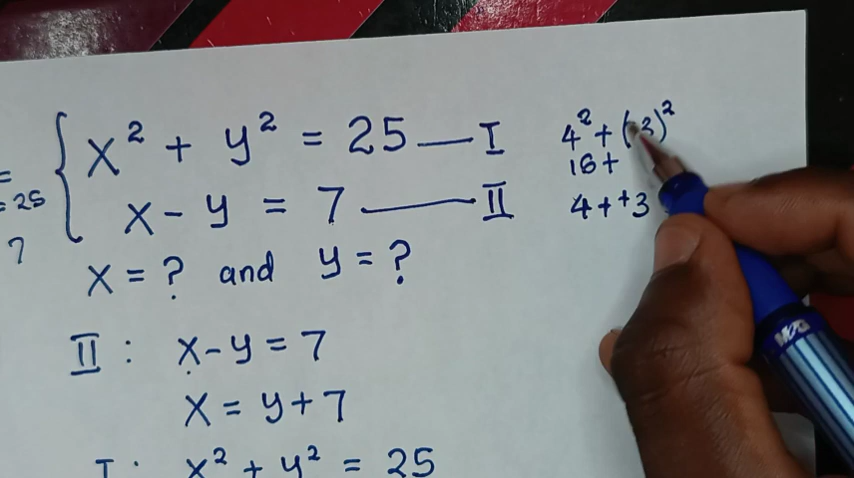 =
= 25
7
x² + y² = 25 — I
x - y = 7 — II
x = ? and y = ?
II : x - y = 7
x = y + 7
I : x² + y² = 25
4² + ( 3)²
16 +
4 + +3
M&G